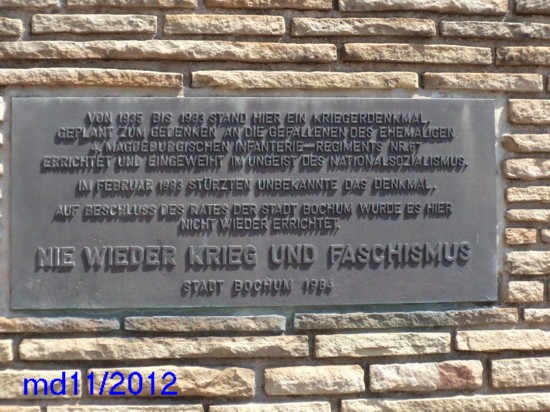 VON 1935 BIS 1983 STAND HIER EIN KRIEGERDENKMAL,
GEPLANT ZUM GEDENKEN AN DIE GEFALLENEN DES EHEMALIGEN
4. MAGDEBURGISCHEN INFANTERIE-REGIMENTS NR. 67
ERRICHTET UND EINGEWEIHT IM UNGEIST DES NATIONALSOZIALISMUS.
IM FEBRUAR 1983 STÜRZTEN UNBEKANNTE DAS DENKMAL.
AUF BESCHLUSS DES RATES DER STADT BOCHUM WURDE ES HIER
NICHT WIEDER ERRICHTET.
NIE WIEDER KRIEG UND FASCHISMUS
STADT BOCHUM 1984
md11/2012